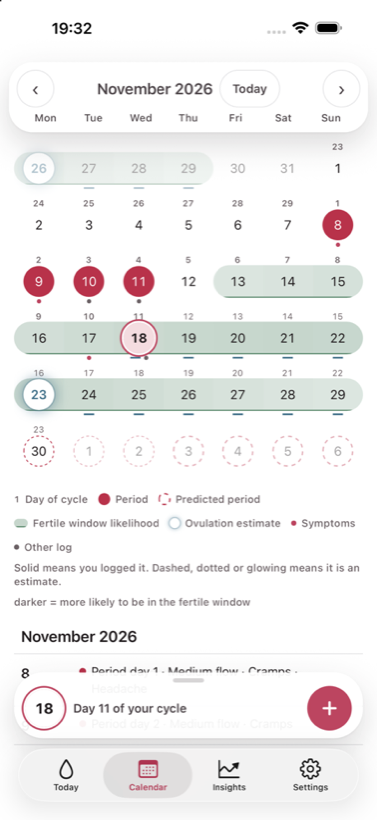 19:32
‹ November 2026 Today ›
Mon Tue Wed Thu Fri Sat Sun
23
26 27 28 29 30 31 1
24 25 26 27 28 29 1
2 3 4 5 6 7 8
2 3 4 5 6 7 8
9 10 11 12 13 14 15
9 10 11 12 13 14 15
16 17 18 19 20 21 22
16 17 18 19 20 21 22
23 24 25 26 27 28 29
23
30 1 2 3 4 5 6
1 Day of cycle Period Predicted period
Fertile window likelihood Ovulation estimate Symptoms
Other log
Solid means you logged it. Dashed, dotted or glowing means it is an
estimate.
darker = more likely to be in the fertile window
November 2026
8 Period day 1 · Medium flow · Cramps ·
Headache
18 Day 11 of your cycle +
Period day 2 · Medium flow · Cramps
Today Calendar Insights Settings